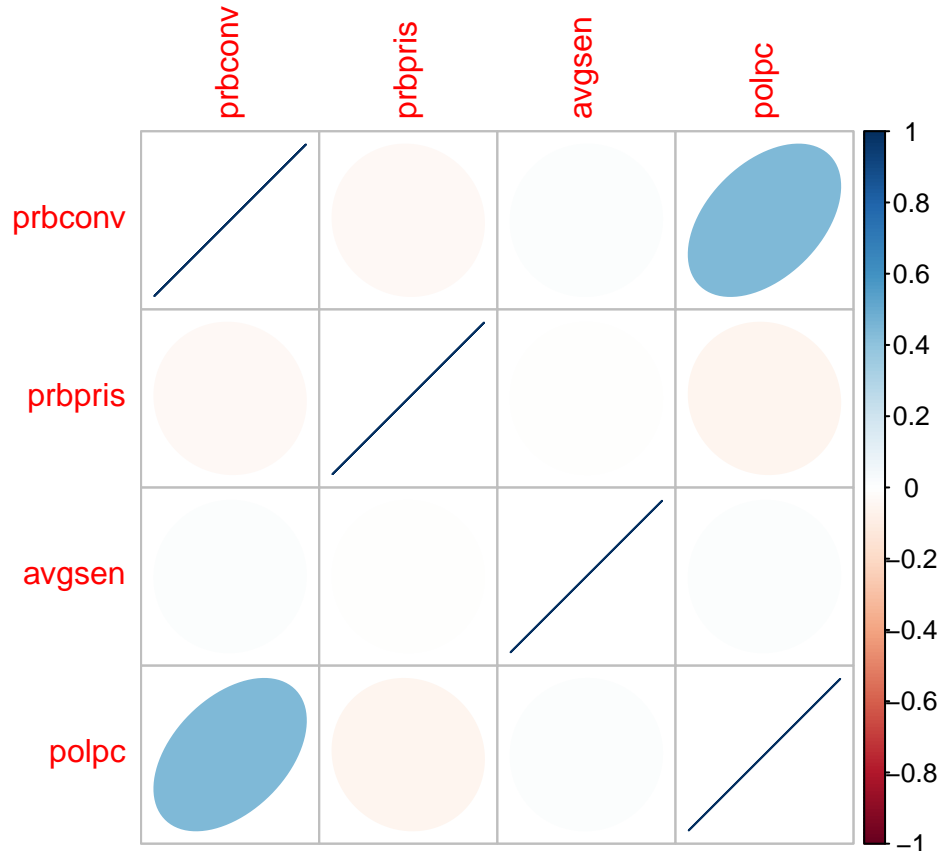 prbconv
prbpris
avgsen
polpc
prbconv
prbpris
avgsen
polpc
1
0.8
0.6
0.4
0.2
0
−0.2
−0.4
−0.6
−0.8
−1